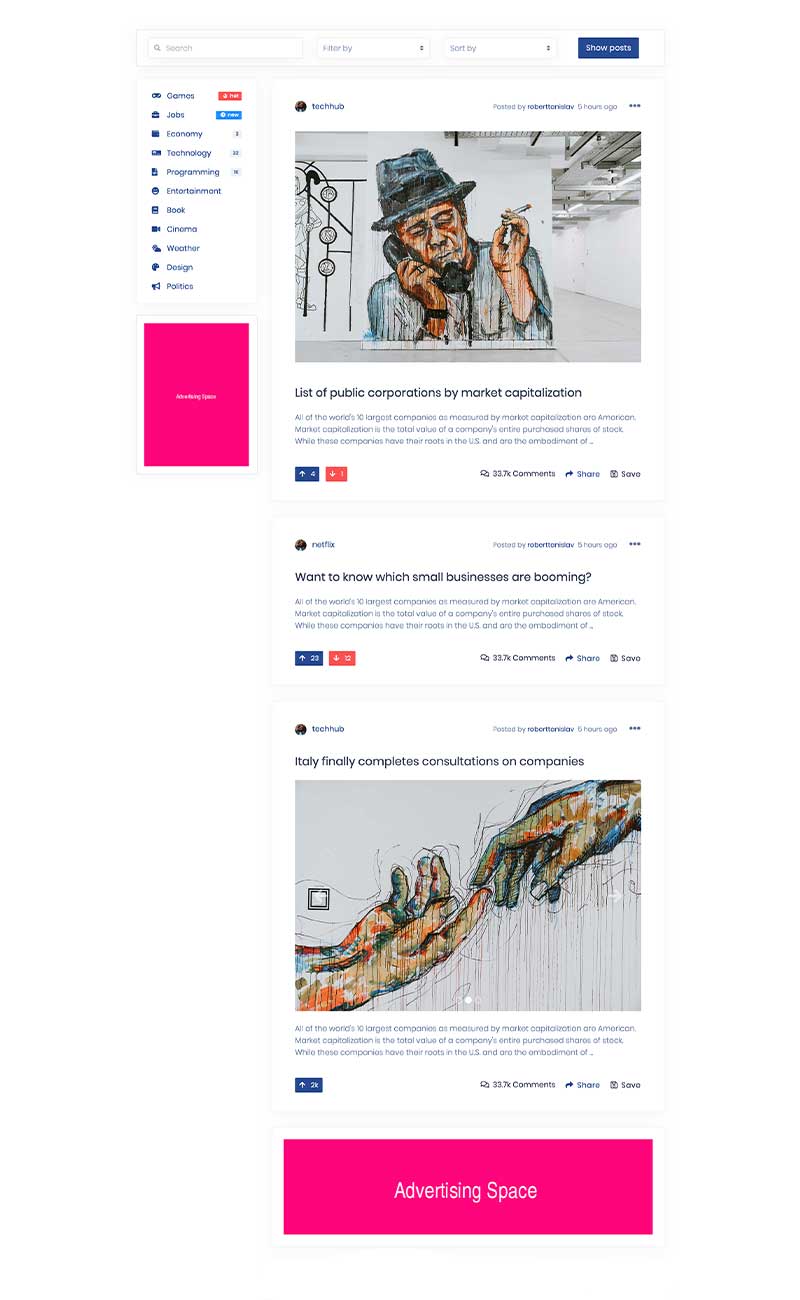 Search
Filter by
Sort by
Show posts
Games hot
Jobs new
Economy 3
Technology 22
Programming 16
Entertainment
Book
Cinema
Weather
Design
Politics
Advertising Space
techhub
Posted by roberttanislav 5 hours ago
List of public corporations by market capitalization
All of the world's 10 largest companies as measured by market capitalization are American.
Market capitalization is the total value of a company's entire purchased shares of stock.
While these companies have their roots in the U.S. and are the embodiment of ...
4 1
33.7k Comments Share Save
netflix
Posted by roberttanislav 5 hours ago
Want to know which small businesses are booming?
All of the world's 10 largest companies as measured by market capitalization are American.
Market capitalization is the total value of a company's entire purchased shares of stock.
While these companies have their roots in the U.S. and are the embodiment of ...
23 12
33.7k Comments Share Save
techhub
Posted by roberttanislav 5 hours ago
Italy finally completes consultations on companies
All of the world's 10 largest companies as measured by market capitalization are American.
Market capitalization is the total value of a company's entire purchased shares of stock.
While these companies have their roots in the U.S. and are the embodiment of ...
2k
33.7k Comments Share Save
Advertising Space